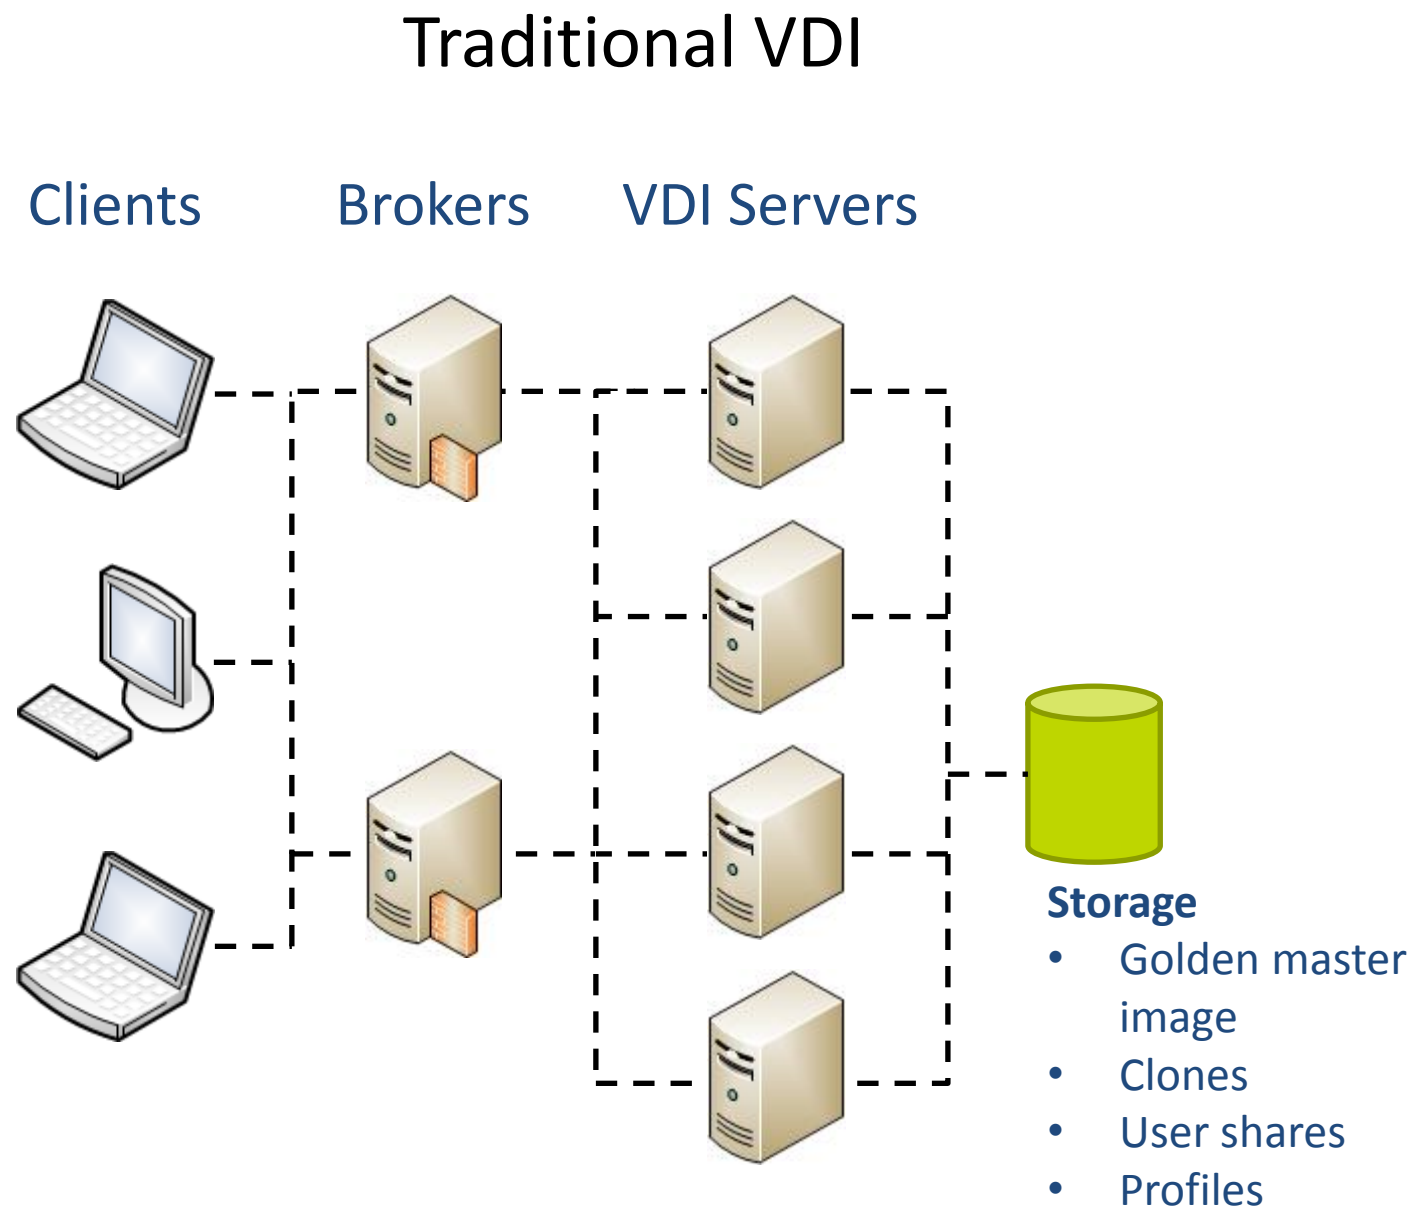 Traditional VDI
Clients
Brokers
VDI Servers
Storage
• Golden master
image
• Clones
• User shares
• Profiles